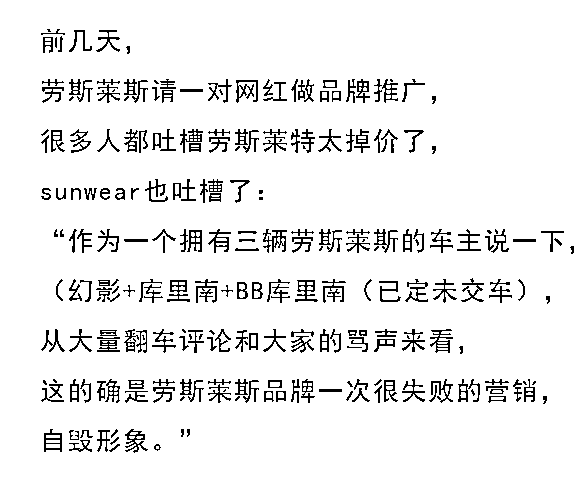 前几天，
劳斯莱斯请一对网红做品牌推广，
很多人都吐槽劳斯莱特太掉价了，
sunwear也吐槽了：
“作为一个拥有三辆劳斯莱斯的车主说一下，
（幻影+库里南+BB库里南（已定未交车），
从大量翻车评论和大家的骂声来看，
这的确是劳斯莱斯品牌一次很失败的营销，
自毁形象。”